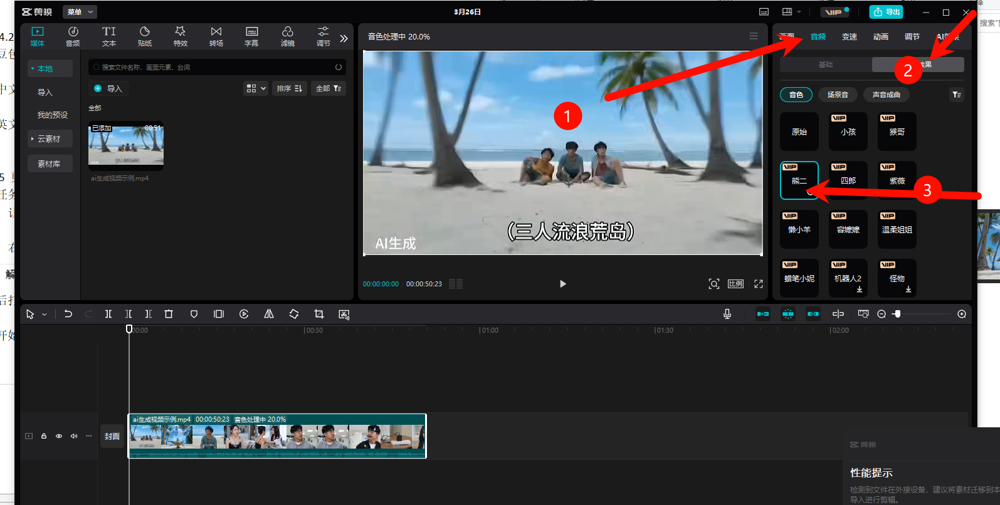 剪映
菜单
3月26日
VIP
导出
媒体
音频
TI
文本
贴纸
特效
转场
字幕
滤镜
调节
音色处理中 20.0%
画面
音频
变速
动画
调节
本地
导入
我的预设
云素材
素材库
搜索文件名称、画面元素、台词
导入
排序
全部
全部
已添加
00:51
(三人流浪荒岛)
ai生成视频示例.mp4
1
(三人流浪荒岛)
AI生成
00:00:00:00
00:00:50:23
比例
基础
2
音色
场景音
声音成曲
原始
VIP 小孩
VIP 猴哥
VIP 熊二
VIP 四郎
VIP 紫薇
3
VIP 懒小羊
VIP 容嬷嬷
VIP 温柔姐姐
VIP 蜡笔小妮
VIP 机器人2
VIP 怪物
00:00
00:30
01:00
01:30
02:00
封面
ai生成视频示例.mp4 00:00:50:23 音色处理中 20.0%
剪映
性能提示
检测到文件在外接设备，建议将素材迁移到本
导入进行剪辑。